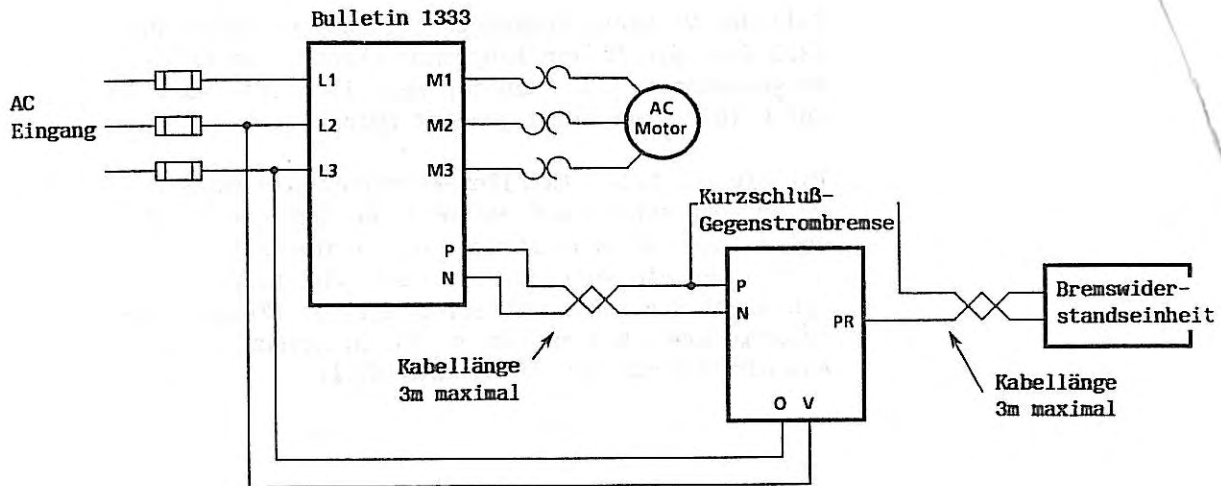 Bulletin 1333
AC
Eingang
L1
L2
L3
M1
M2
M3
P
N
AC
Motor
Kurzschluß-
Gegenstrombremse
P
N
PR
O V
Bremswider-
standseinheit
Kabellänge
3m maximal
Kabellänge
3m maximal